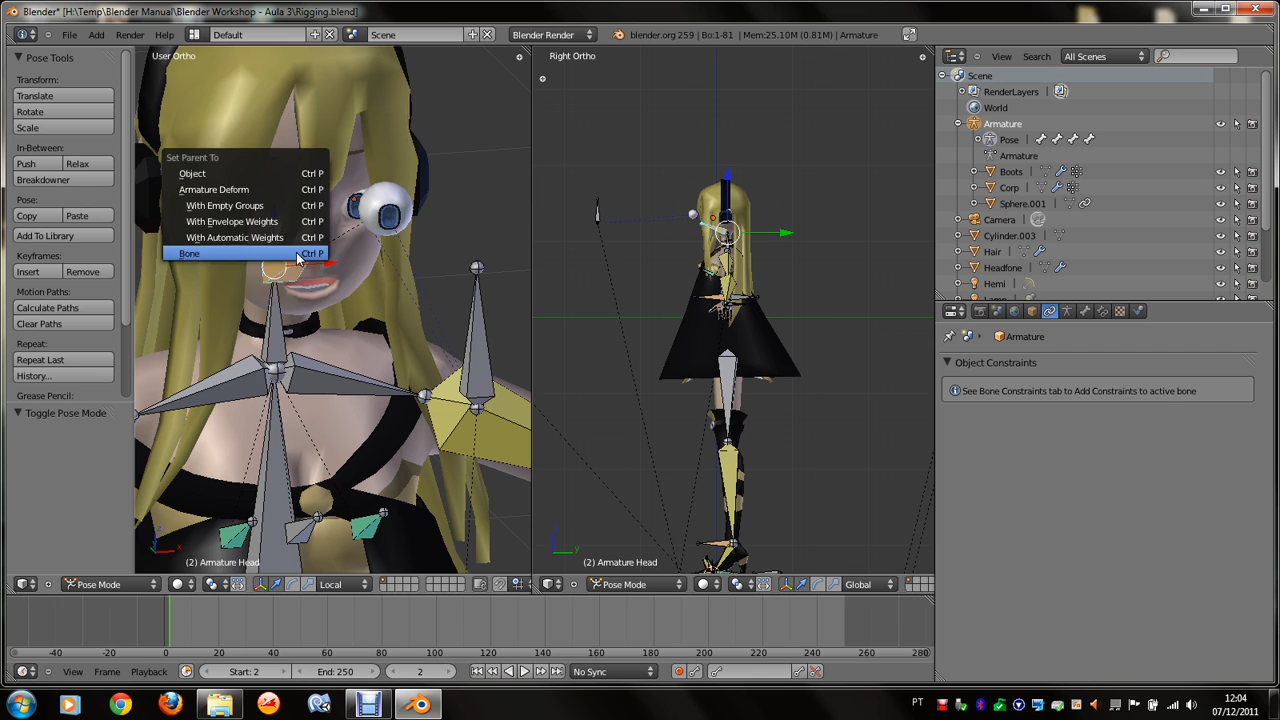 Blender* [H:\Temp\Blender Manual\Blender Workshop - Aula 3\Rigging.blend]
File Add Render Help Default Scene Blender Render blender.org 259 | Bo:1-81 | Mem:25.10M (0.81M) | Armature
Pose Tools
Transform:
Translate
Rotate
Scale
In-Between:
Push Relax
Breakdowner
Pose:
Copy Paste
Add To Library
Keyframes:
Insert Remove
Motion Paths:
Calculate Paths
Clear Paths
Repeat:
Repeat Last
History...
Grease Pencil:
Toggle Pose Mode
User Ortho
Set Parent To
Object Ctrl P
Armature Deform Ctrl P
With Empty Groups Ctrl P
With Envelope Weights Ctrl P
With Automatic Weights Ctrl P
Bone Ctrl P
(2) Armature Head
Pose Mode Local
Right Ortho
(2) Armature Head
Pose Mode Global
View Search All Scenes
Scene
RenderLayers |
World
Armature
Pose |
Armature
Boots |
Corp |
Sphere.001 |
Camera |
Cylinder.003 |
Hair |
Headfone |
Hemi |
Armature
Object Constraints
See Bone Constraints tab to Add Constraints to active bone
-40 -20 0 20 40 60 80 100 120 140 160 180 200 220 240 260 280
View Frame Playback Start: 2 End: 250 2 No Sync
PT
12:04
07/12/2011